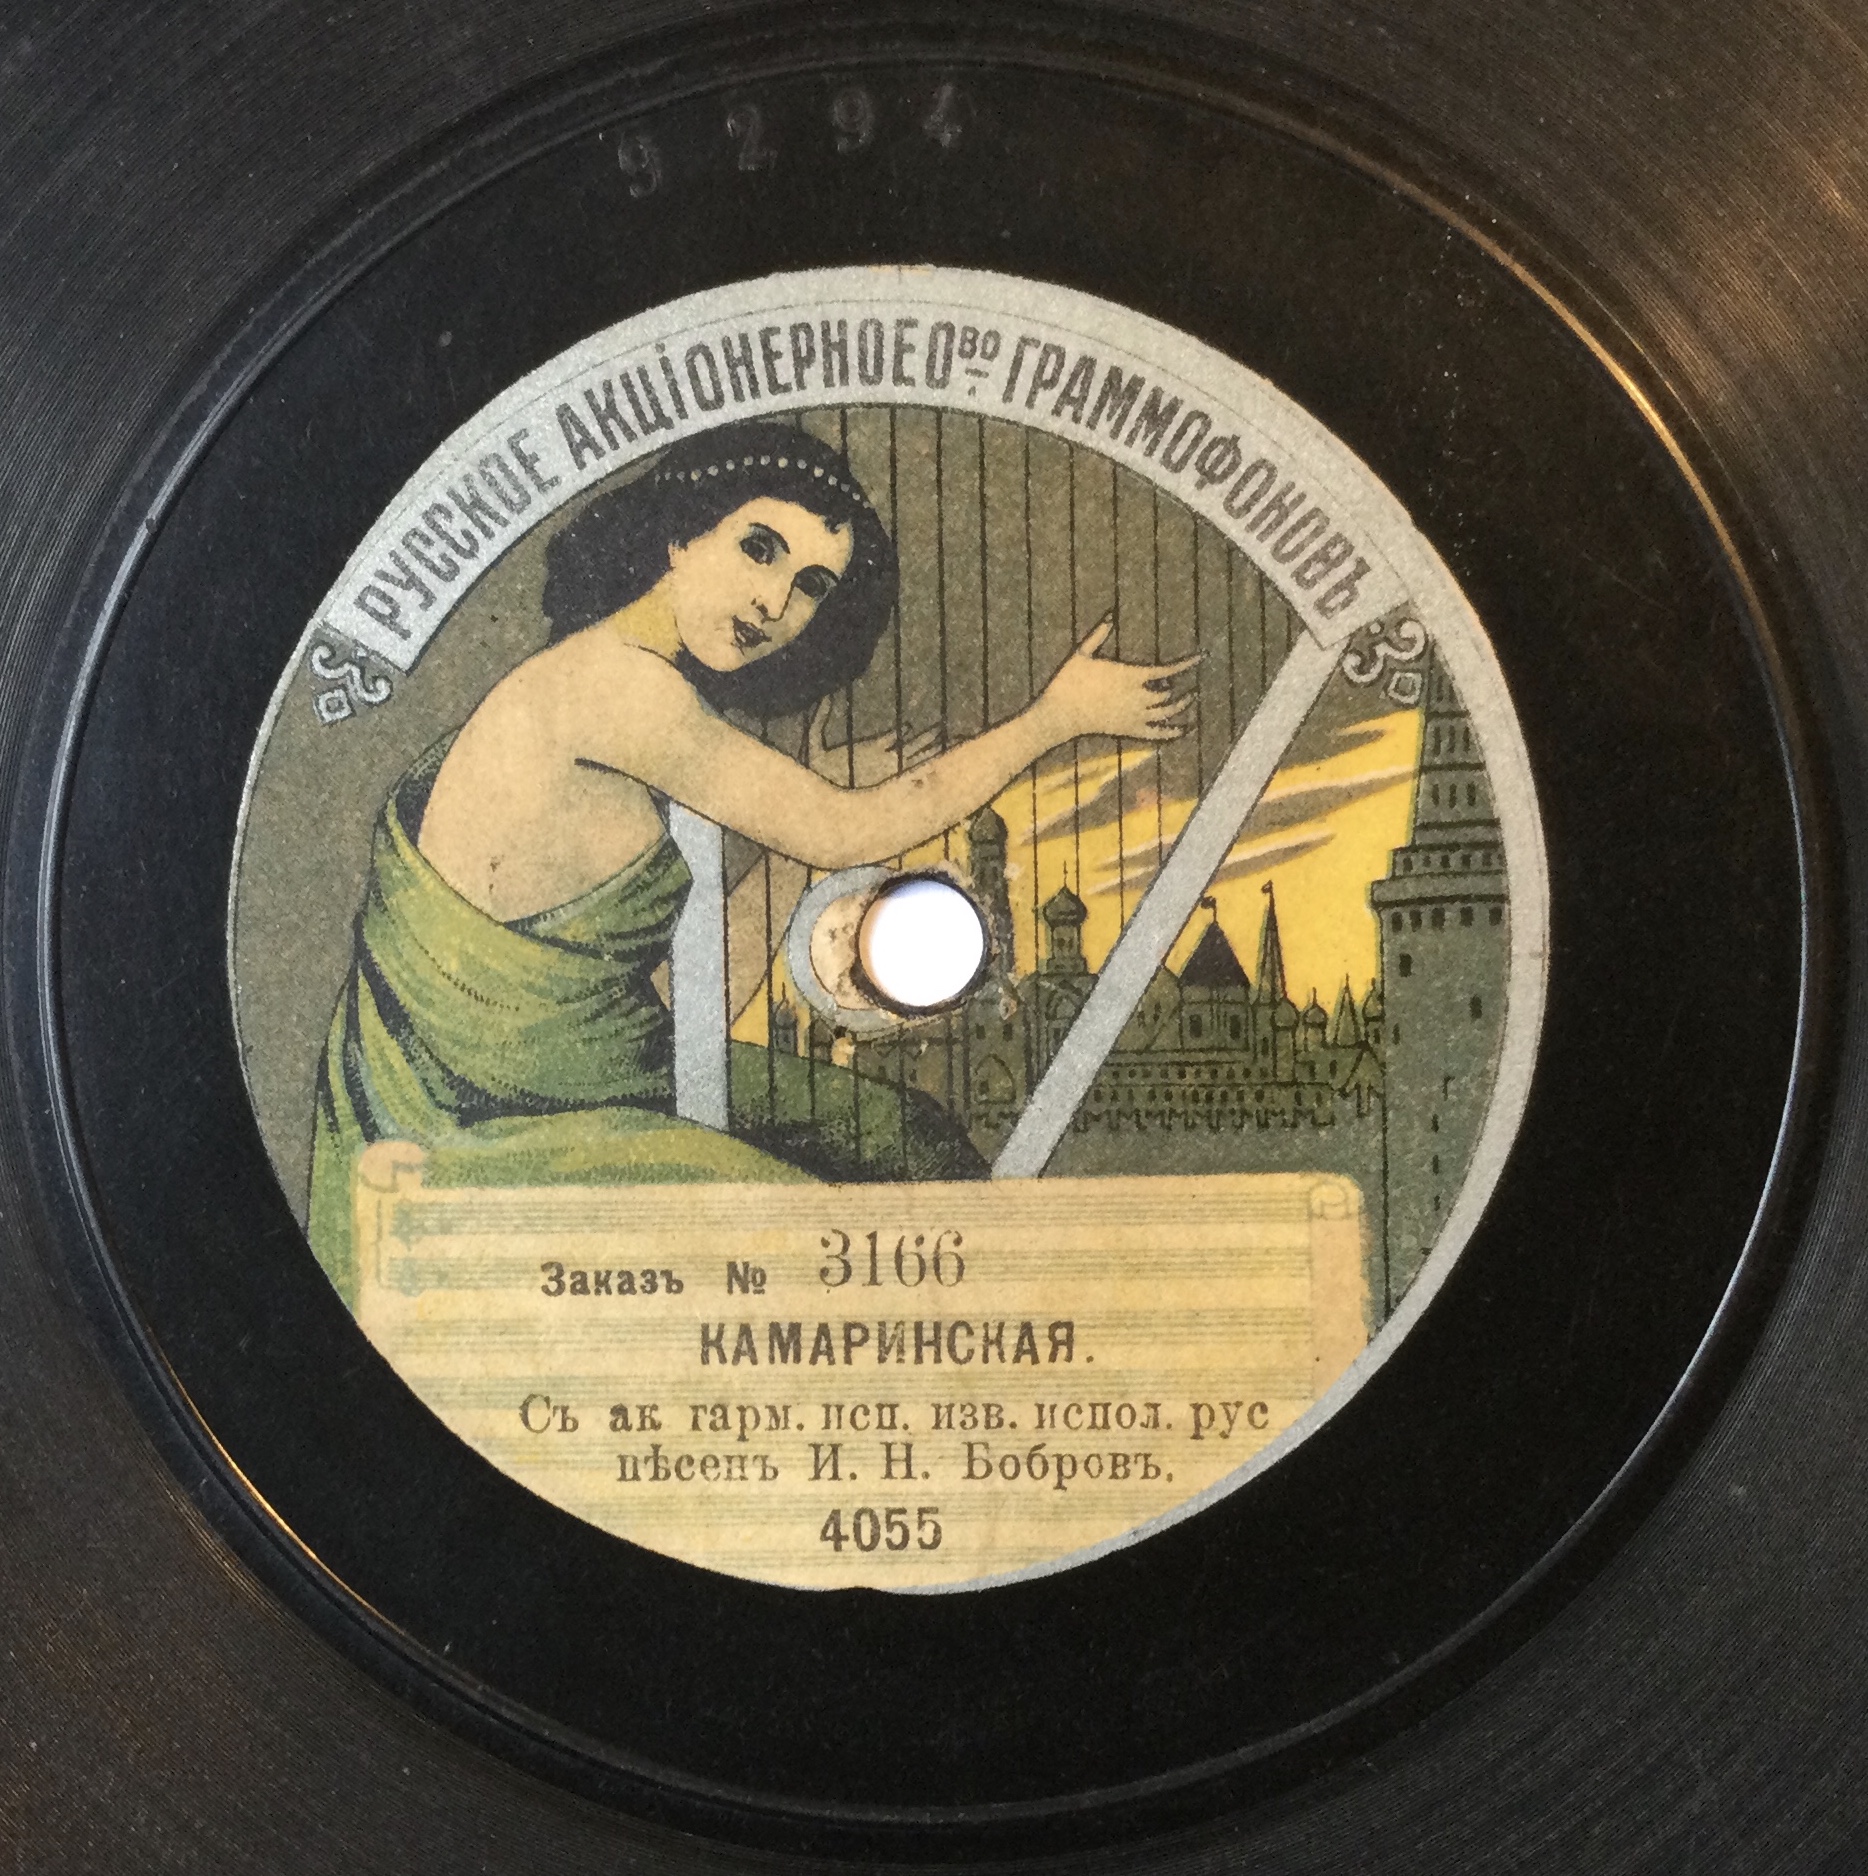 9294
РУССКОЕ АКЦІОНЕРНОЕ О ВО ГРАММОФОНОВЪ
Заказъ № 3166
КАМАРИНСКАЯ.
Съ ак гарм. исп. изв. испол. рус
пѣсенъ И. Н. Бобровъ.
4055